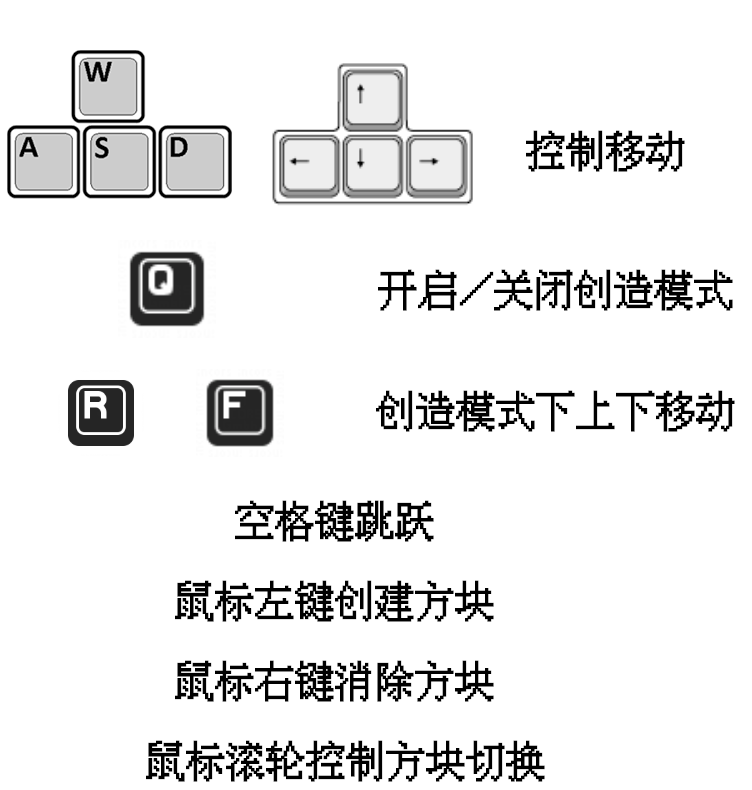 W
A S D ← ↑ ↓ → 控制移动
Q 开启／关闭创造模式
R F 创造模式下上下移动
空格键跳跃
鼠标左键创建方块
鼠标右键消除方块
鼠标滚轮控制方块切换